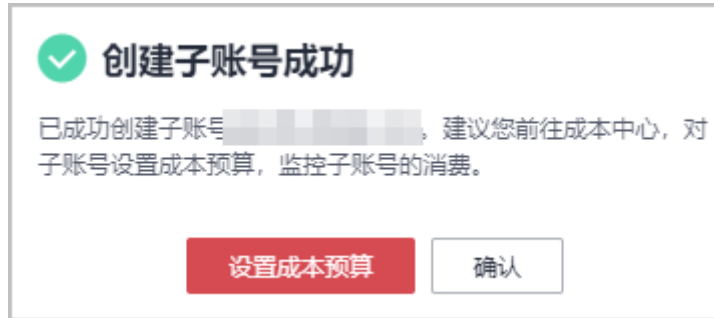 创建子账号成功
已成功创建子账号。建议您前往成本中心，对
子账号设置成本预算，监控子账号的消费。
设置成本预算 确认